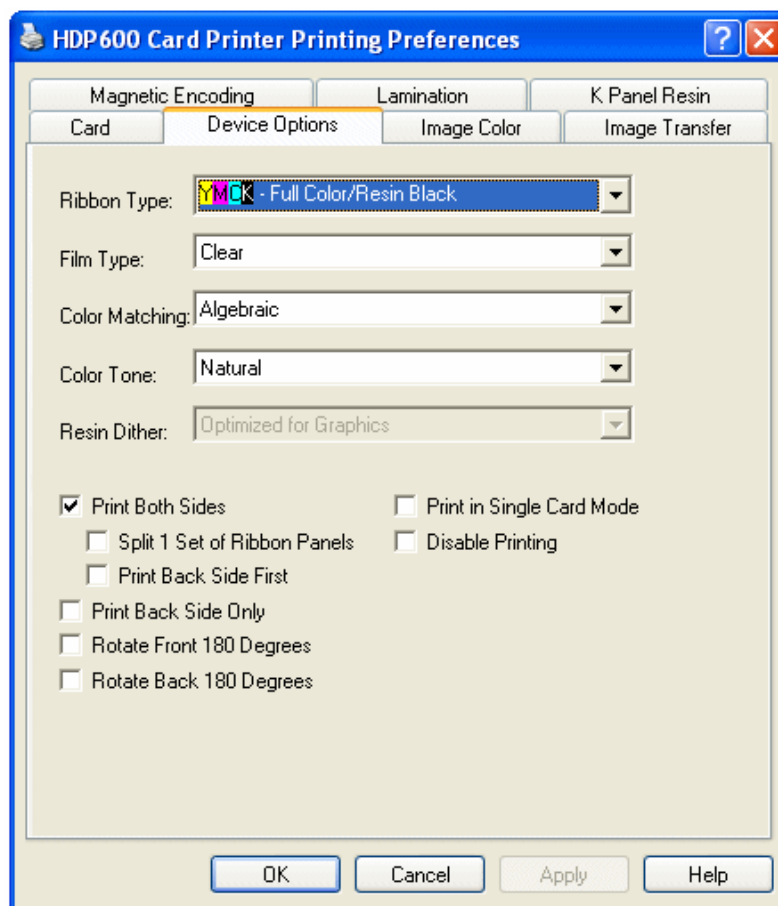 HDP600 Card Printer Printing Preferences
Magnetic Encoding Lamination K Panel Resin
Card Device Options Image Color Image Transfer
Ribbon Type: YMCK - Full Color/Resin Black
Film Type: Clear
Color Matching: Algebraic
Color Tone: Natural
Resin Dither: Optimized for Graphics
Print Both Sides Print in Single Card Mode
Split 1 Set of Ribbon Panels Disable Printing
Print Back Side First
Print Back Side Only
Rotate Front 180 Degrees
Rotate Back 180 Degrees
OK Cancel Apply Help